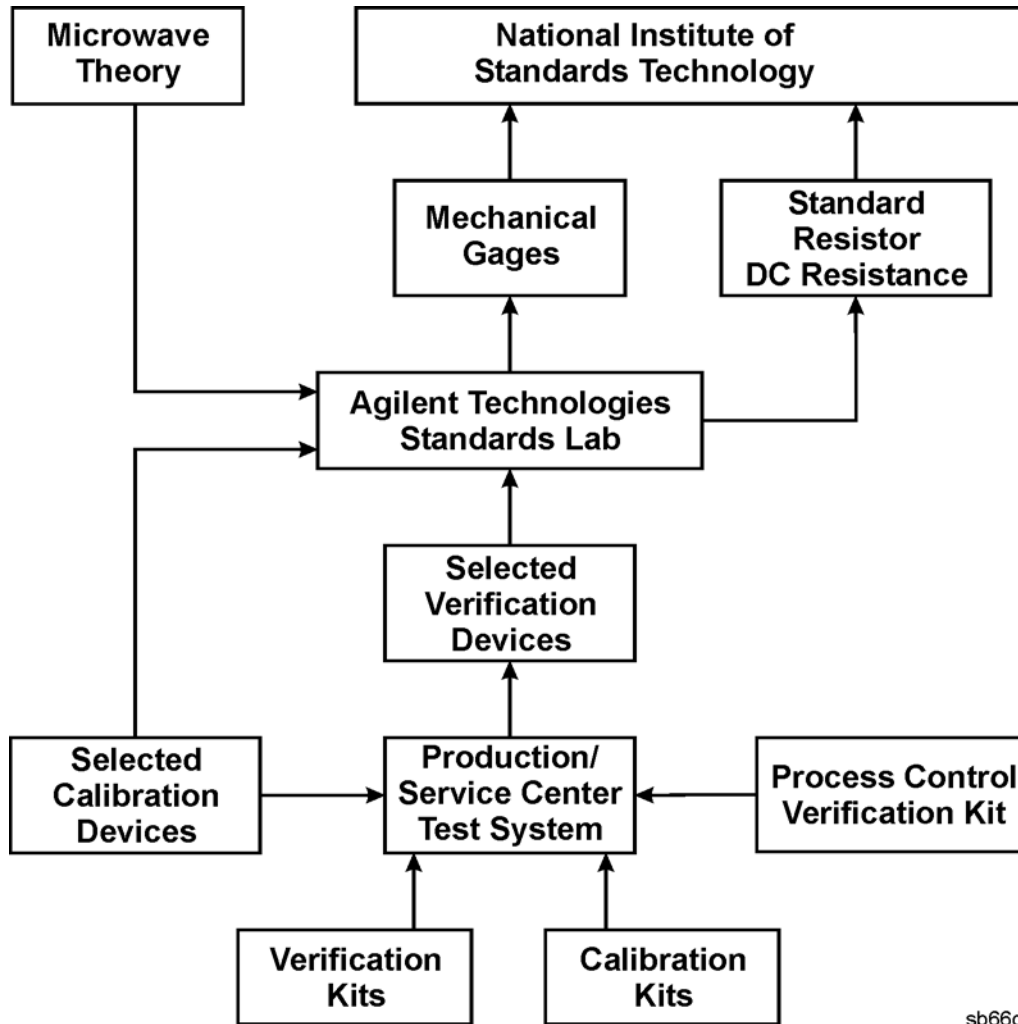 Microwave
Theory
National Institute of
Standards Technology
Mechanical
Gages
Standard
Resistor
DC Resistance
Agilent Technologies
Standards Lab
Selected
Verification
Devices
Selected
Calibration
Devices
Production/
Service Center
Test System
Process Control
Verification Kit
Verification
Kits
Calibration
Kits